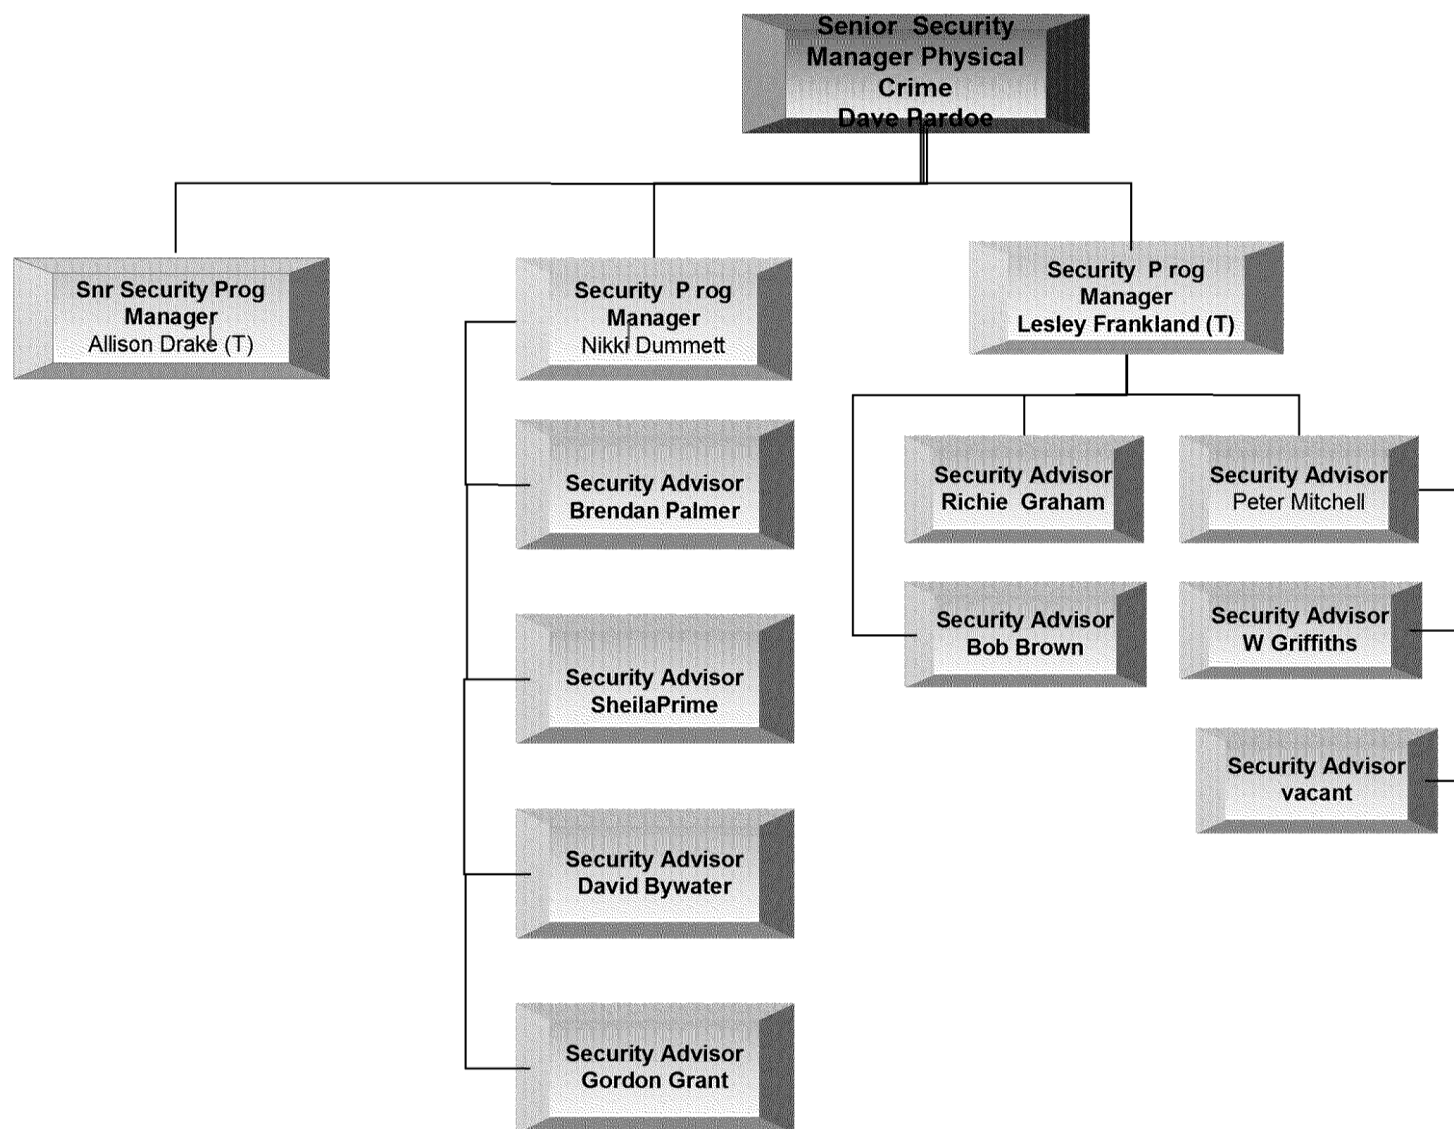 Senior Security
Manager Physical
Crime
Dave Pardoe
Snr Security Prog
Manager
Allison Drake (T)
Security P rog
Manager
Nikki Dummett
Security P rog
Manager
Lesley Frankland (T)
Security Advisor
Brendan Palmer
Security Advisor
SheilaPrime
Security Advisor
David Bywater
Security Advisor
Gordon Grant
Security Advisor
Richie Graham
Security Advisor
Peter Mitchell
Security Advisor
Bob Brown
Security Advisor
W Griffiths
Security Advisor
vacant